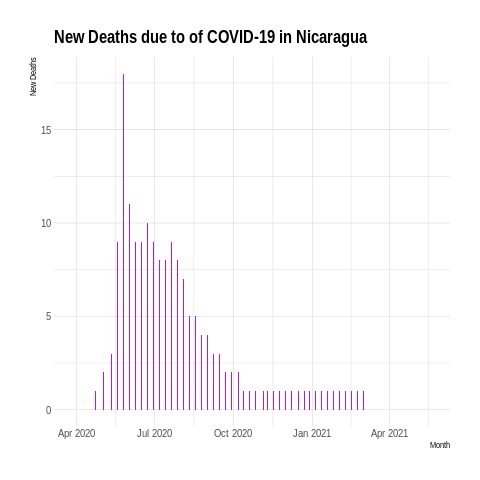 New Deaths due to of COVID-19 in Nicaragua
New Deaths
15
10
5
0
Apr 2020 Jul 2020 Oct 2020 Jan 2021 Apr 2021
Month